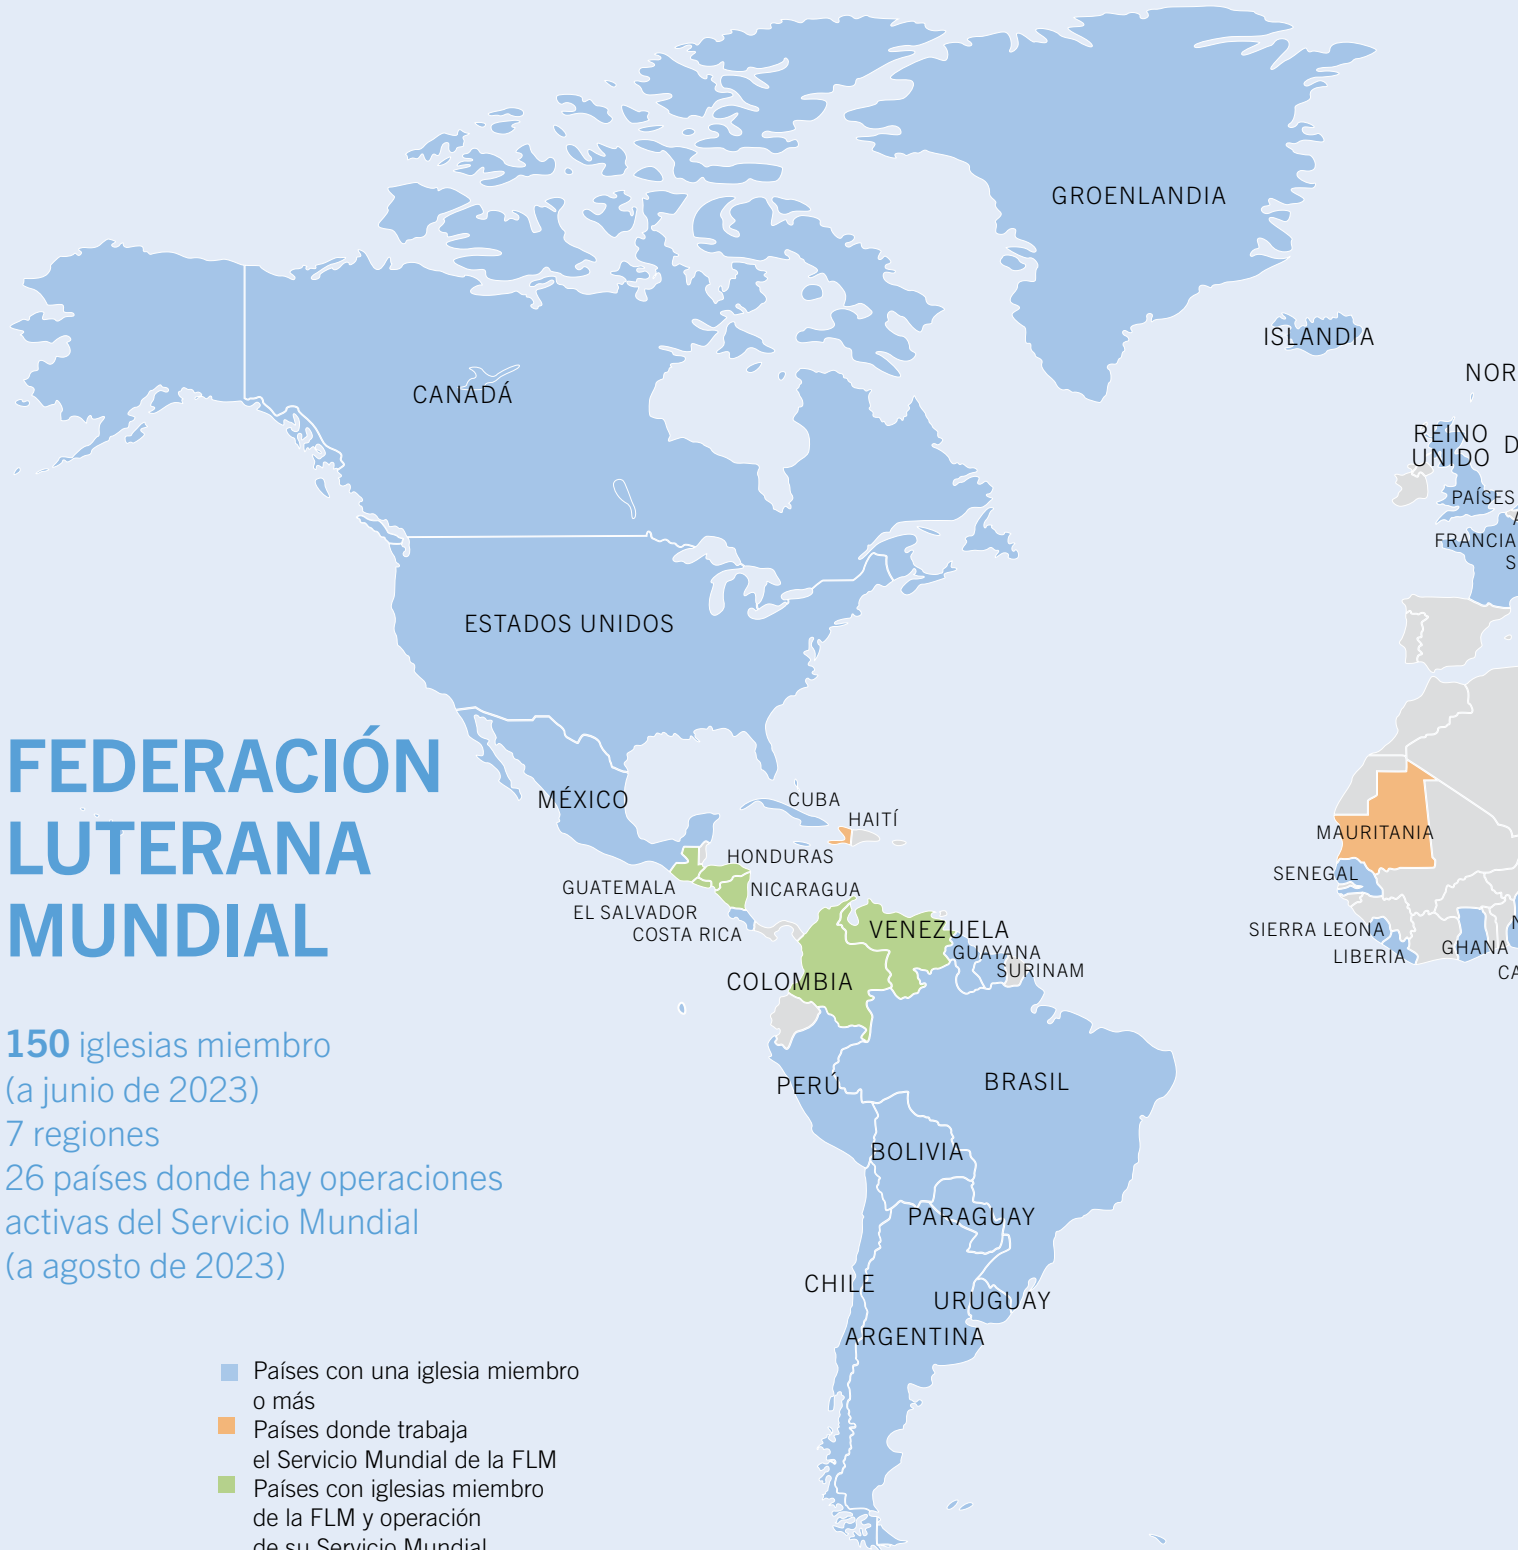 GROENLANDIA
ISLANDIA
CANADÁ
REINO
UNIDO
PAÍSES
FRANCIA
ESTADOS UNIDOS
FEDERACIÓN
LUTERANA
MUNDIAL
MÉXICO
CUBA
HAITÍ
HONDURAS
GUATEMALA
NICARAGUA
EL SALVADOR
COSTA RICA
VENEZUELA
GUAYANA
SURINAM
COLOMBIA
MAURITANIA
SENEGAL
SIERRA LEONA
LIBERIA
GHANA
PERÚ
BRASIL
BOLIVIA
PARAGUAY
CHILE
URUGUAY
ARGENTINA
150 iglesias miembro
(a junio de 2023)
7 regiones
26 países donde hay operaciones
activas del Servicio Mundial
(a agosto de 2023)
Países con una iglesia miembro
o más
Países donde trabaja
el Servicio Mundial de la FLM
Países con iglesias miembro
de la FLM y operación
de su Servicio Mundial